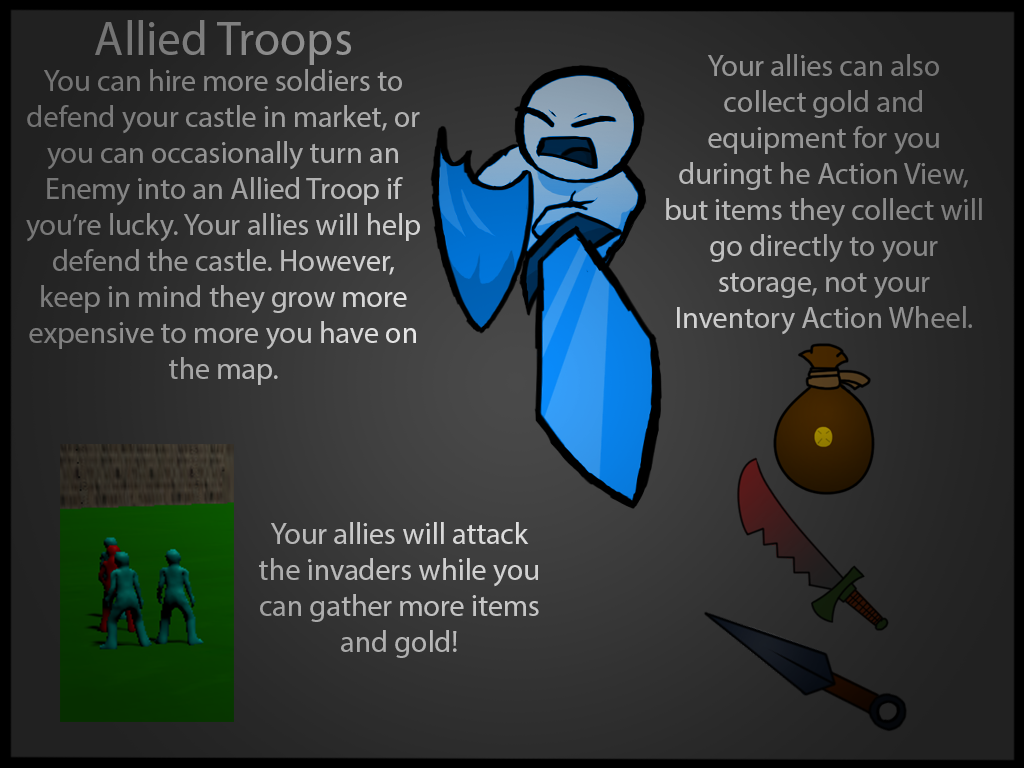 Allied Troops
You can hire more soldiers to
defend your castle in market, or
you can occasionally turn an
Enemy into an Allied Troop if
you’re lucky. Your allies will help
defend the castle. However,
keep in mind they grow more
expensive to more you have on
the map.
Your allies can also
collect gold and
equipment for you
duringt he Action View,
but items they collect will
go directly to your
storage, not your
Inventory Action Wheel.
Your allies will attack
the invaders while you
can gather more items
and gold!